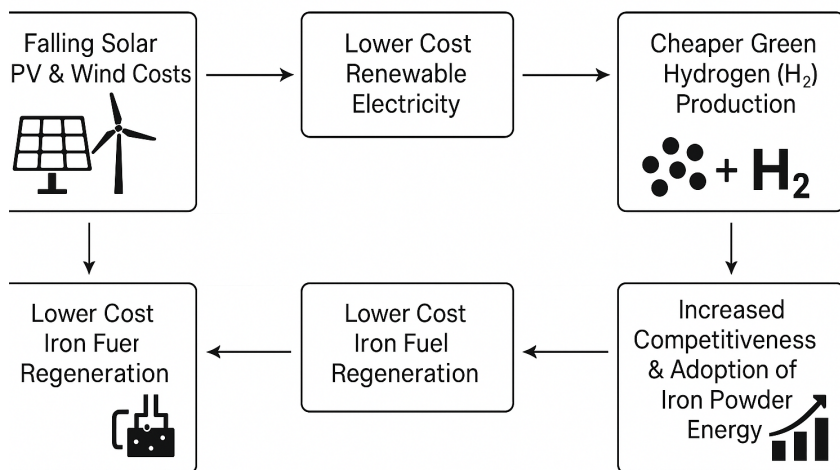 Falling Solar
PV & Wind Costs
Lower Cost
Renewable
Electricity
Cheaper Green
Hydrogen (H₂)
Production
+ H₂
Lower Cost
Iron Fuer
Regeneration
Lower Cost
Iron Fuel
Regeneration
Increased
Competitiveness
& Adoption of
Iron Powder
Energy